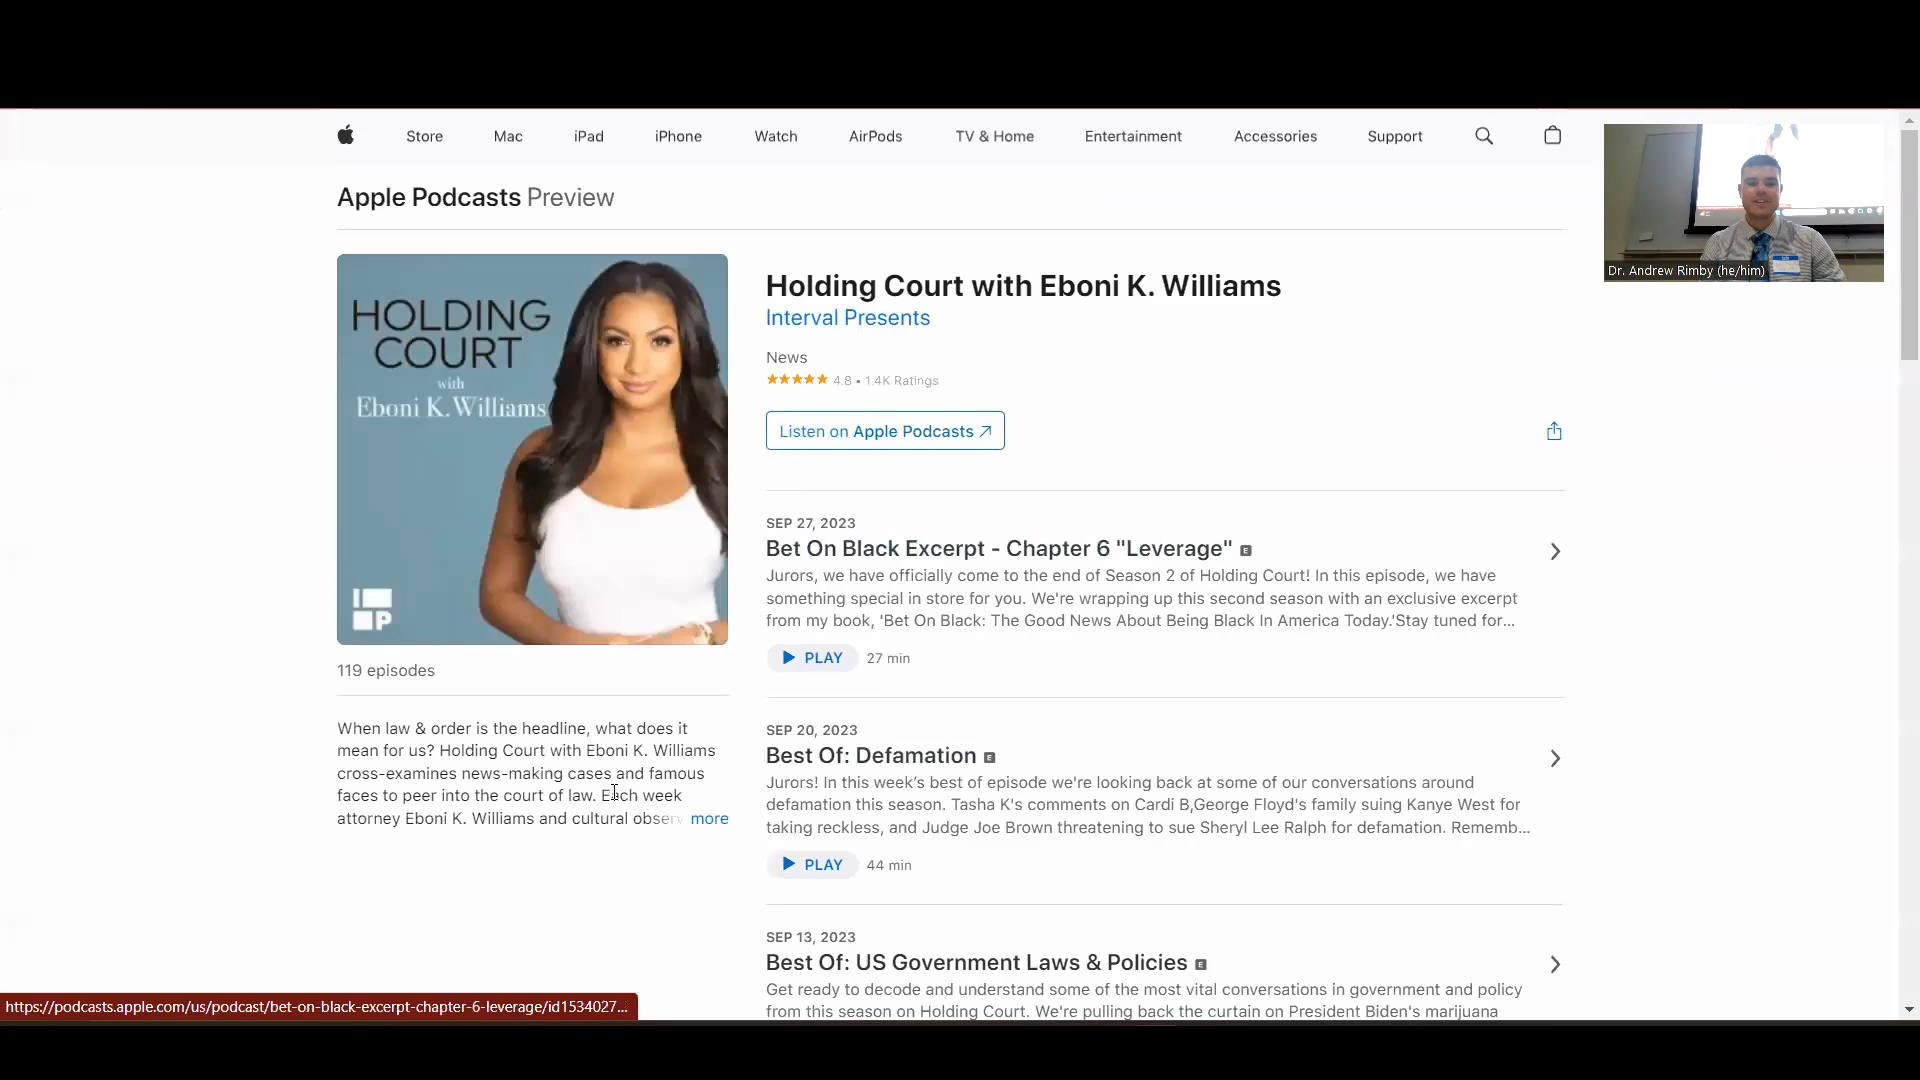 Store Mac iPad iPhone Watch AirPods TV & Home Entertainment Accessories Support
Apple Podcasts Preview
Dr. Andrew Rimby (he/him)
HOLDING
COURT
with
Eboni K. Williams
IP
119 episodes
When law & order is the headline, what does it
mean for us? Holding Court with Eboni K. Williams
cross-examines news-making cases and famous
faces to peer into the court of law. Each week
attorney Eboni K. Williams and cultural observ more
Holding Court with Eboni K. Williams
Interval Presents
News
★★★★★ 4.8 • 1.4K Ratings
Listen on Apple Podcasts ↗
SEP 27, 2023
Bet On Black Excerpt - Chapter 6 "Leverage" E
Jurors, we have officially come to the end of Season 2 of Holding Court! In this episode, we have
something special in store for you. We're wrapping up this second season with an exclusive excerpt
from my book, 'Bet On Black: The Good News About Being Black In America Today.'Stay tuned for...
PLAY 27 min
SEP 20, 2023
Best Of: Defamation E
Jurors! In this week’s best of episode we're looking back at some of our conversations around
defamation this season. Tasha K's comments on Cardi B,George Floyd's family suing Kanye West for
taking reckless, and Judge Joe Brown threatening to sue Sheryl Lee Ralph for defamation. Rememb...
PLAY 44 min
SEP 13, 2023
Best Of: US Government Laws & Policies E
Get ready to decode and understand some of the most vital conversations in government and policy
from this season on Holding Court. We're pulling back the curtain on President Biden's marijuana
https://podcasts.apple.com/us/podcast/bet-on-black-excerpt-chapter-6-leverage/id1534027...